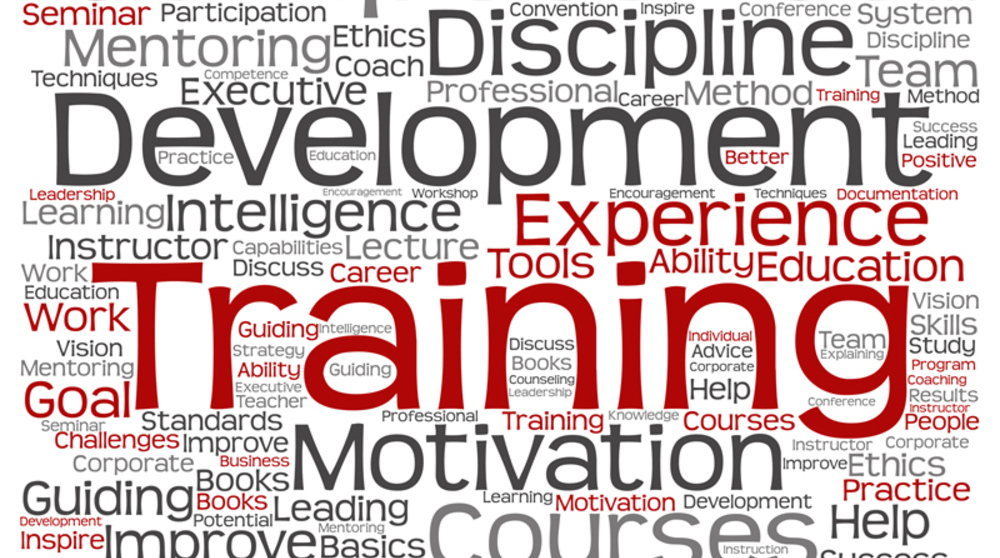 Seminar Participation Convention Inspire Conference System
Mentoring Ethics Discipline Discipline
Techniques Competence Coach Team
Executive Professional Career Method Training Method
Development Success
Practice Education Better Leading
Positive
Leadership Encouragement Workshop Encouragement Techniques Documentation
Learning Intelligence Experience
Instructor Capabilities Lecture
Work Discuss Career Tools Ability Education
Education Training Vision
Work Guiding Intelligence Individual Team Skills
Vision Strategy Discuss Advice Explaining Study
Mentoring Ability Guiding Books Corporate Program
Executive Counseling Help Coaching
Goal Teacher Leadership Conference Results
Instructor
Seminar Standards Professional Training Knowledge Courses People
Challenges Improve Motivation Instructor Corporate
Corporate Business Improve Ethics
Guiding Books Learning Motivation Development Practice
Books Leading
Development Potential Mentoring Courses Help
Inspire Improve Basics Instruction Success